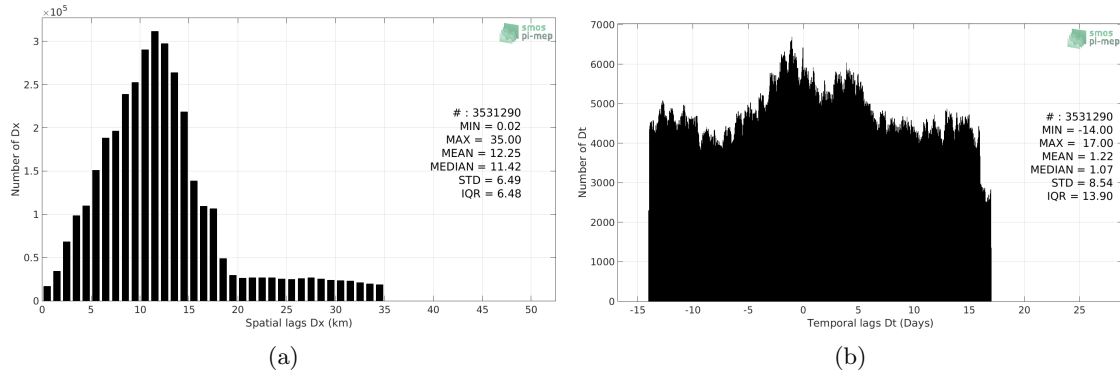 ×10⁵
3
2.5
2
1.5
1
0.5
0
Number of Dx
0 5 10 15 20 25 30 35 40 45 50
Spatial lags Dx (km)
smos
pi-mep
# : 3531290
MIN = 0.02
MAX = 35.00
MEAN = 12.25
MEDIAN = 11.42
STD = 6.49
IQR = 6.48
(a)
7000
6000
5000
4000
3000
2000
1000
0
Number of Dt
-15 -10 -5 0 5 10 15 20 25
Temporal lags Dt (Days)
smos
pi-mep
# : 3531290
MIN = -14.00
MAX = 17.00
MEAN = 1.22
MEDIAN = 1.07
STD = 8.54
IQR = 13.90
(b)